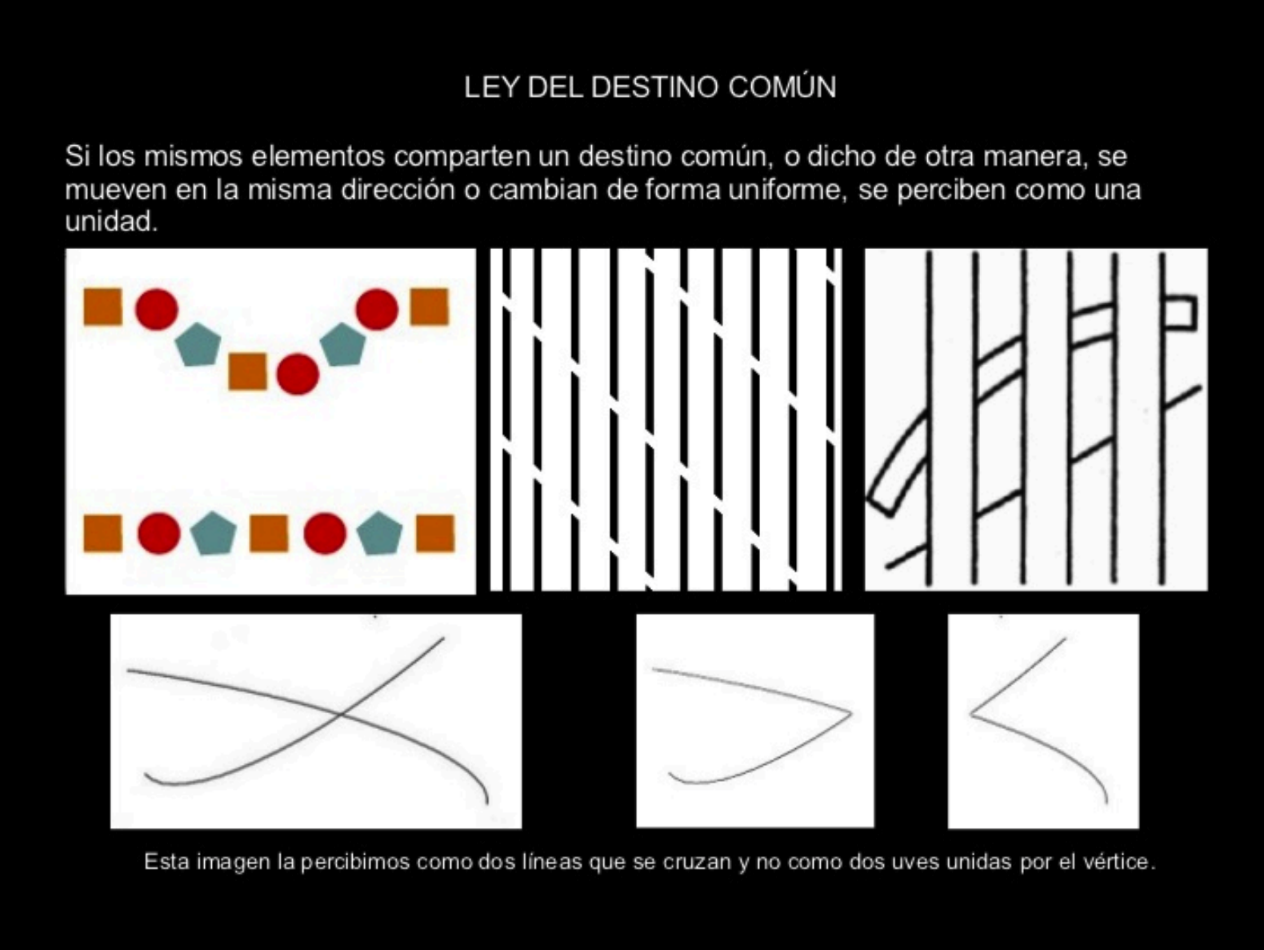 LEY DEL DESTINO COMÚN
Si los mismos elementos comparten un destino común, o dicho de otra manera, se
mueven en la misma dirección o cambian de forma uniforme, se perciben como una
unidad.
Esta imagen la percibimos como dos líneas que se cruzan y no como dos uves unidas por el vértice.